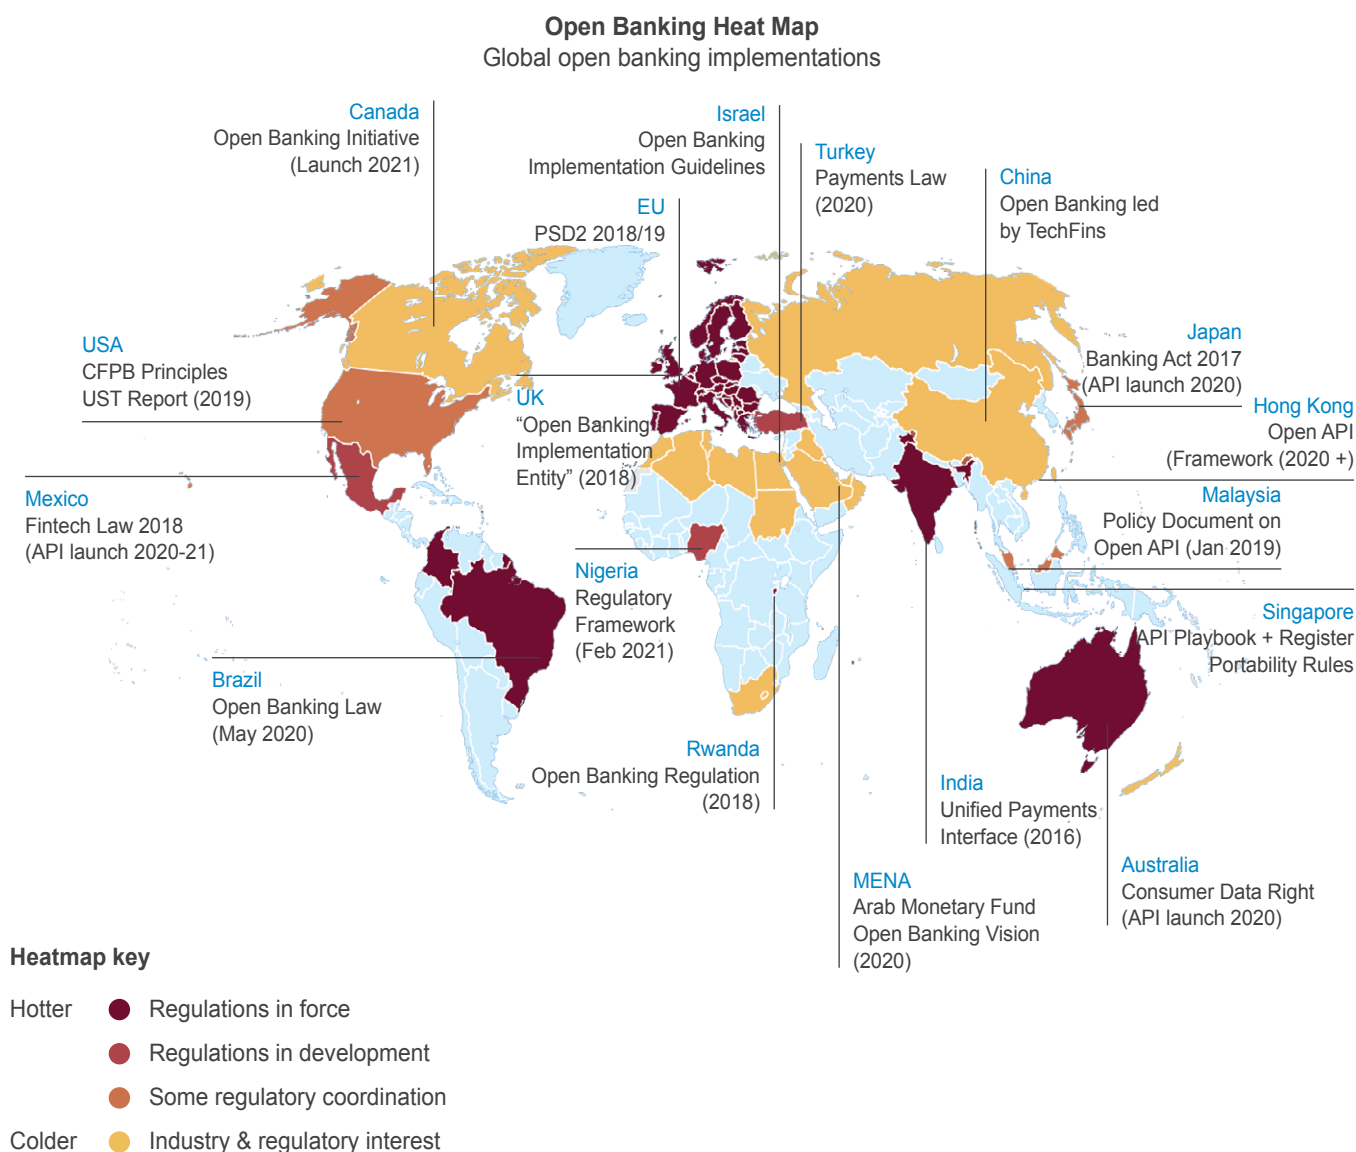 Open Banking Heat Map
Global open banking implementations
Canada
Open Banking Initiative
(Launch 2021)
Israel
Open Banking
Implementation Guidelines
Turkey
Payments Law
(2020)
China
Open Banking led
by TechFins
EU
PSD2 2018/19
USA
CFPB Principles
UST Report (2019)
UK
“Open Banking
Implementation
Entity” (2018)
Japan
Banking Act 2017
(API launch 2020)
Hong Kong
Open API
(Framework (2020 +)
Mexico
Fintech Law 2018
(API launch 2020-21)
Malaysia
Policy Document on
Open API (Jan 2019)
Nigeria
Regulatory
Framework
(Feb 2021)
Singapore
API Playbook + Register
Portability Rules
Brazil
Open Banking Law
(May 2020)
Rwanda
Open Banking Regulation
(2018)
India
Unified Payments
Interface (2016)
MENA
Arab Monetary Fund
Open Banking Vision
(2020)
Australia
Consumer Data Right
(API launch 2020)
Heatmap key
Hotter Regulations in force
Regulations in development
Some regulatory coordination
Colder Industry & regulatory interest